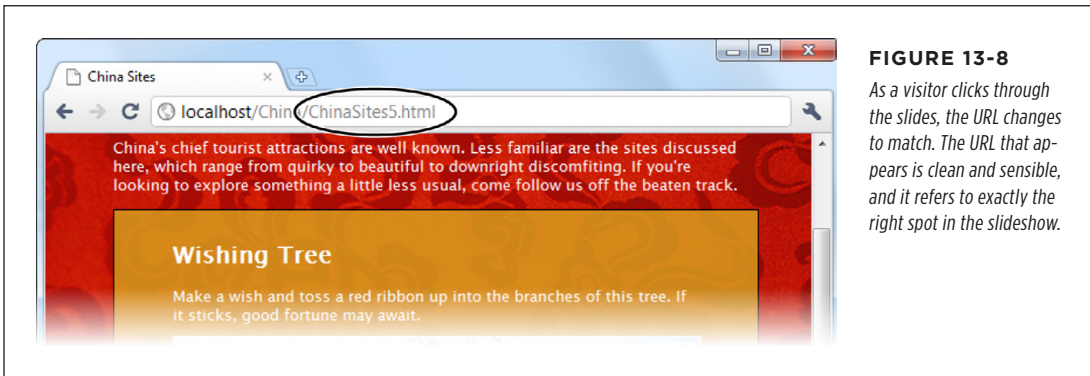 China Sites
localhost/China/ChinaSites5.html
China's chief tourist attractions are well known. Less familiar are the sites discussed
here, which range from quirky to beautiful to downright discomfiting. If you're
looking to explore something a little less usual, come follow us off the beaten track.
Wishing Tree
Make a wish and toss a red ribbon up into the branches of this tree. If
it sticks, good fortune may await.
FIGURE 13-8
As a visitor clicks through
the slides, the URL changes
to match. The URL that ap-
pears is clean and sensible,
and it refers to exactly the
right spot in the slideshow.